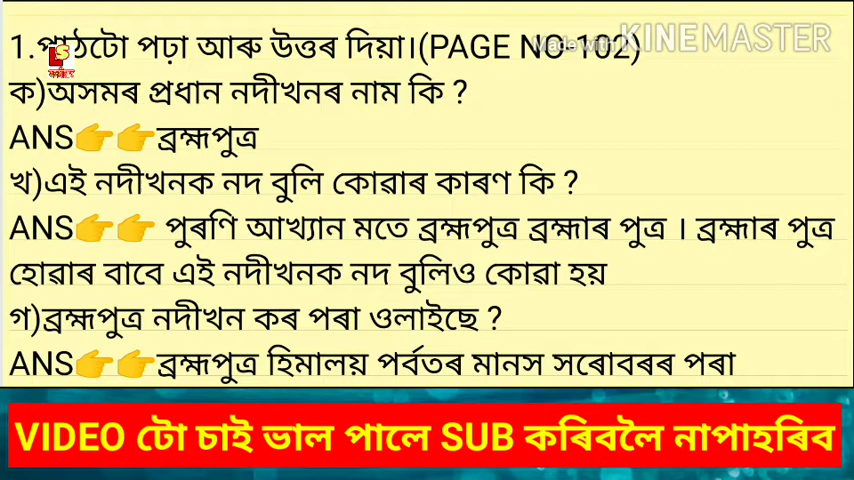 1.পাঠটো পঢ়া আৰু উত্তৰ দিয়া।(PAGE NO-102)
Made with KINEMASTER
LS
ক)অসমৰ প্ৰধান নদীখনৰ নাম কি ?
ANS👉👉ব্ৰহ্মপুত্ৰ
খ)এই নদীখনক নদ বুলি কোৱাৰ কাৰণ কি ?
ANS👉👉 পুৰণি আখ্যান মতে ব্ৰহ্মপুত্ৰ ব্ৰহ্মাৰ পুত্ৰ । ব্ৰহ্মাৰ পুত্ৰ
হোৱাৰ বাবে এই নদীখনক নদ বুলিও কোৱা হয়
গ)ব্ৰহ্মপুত্ৰ নদীখন কৰ পৰা ওলাইছে ?
ANS👉👉ব্ৰহ্মপুত্ৰ হিমালয় পৰ্বতৰ মানস সৰোবৰৰ পৰা
VIDEO টো চাই ভাল পালে SUB কৰিবলৈ নাপাহৰিব